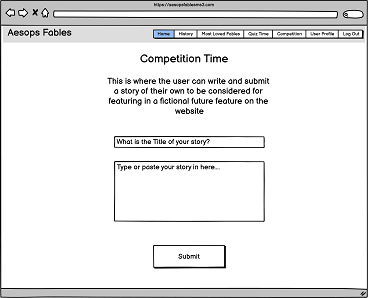 https://aesopsfablesms3.com
Aesops Fables
Home History Most Loved Fables Quiz Time Competition User Profile Log Out
Competition Time
This is where the user can write and submit
a story of their own to be considered for
featuring in a fictional future feature on the
website
What is the Title of your story?
Type or paste your story in here...
Submit